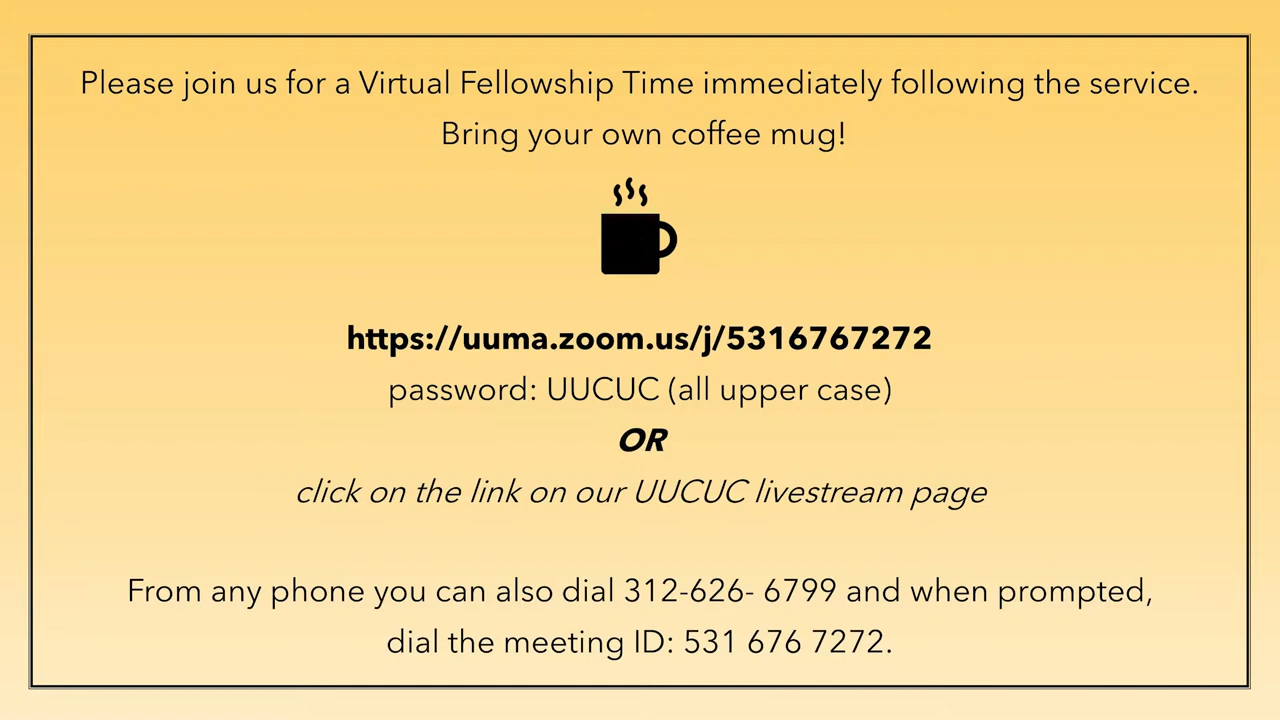 Please join us for a Virtual Fellowship Time immediately following the service.
Bring your own coffee mug!
https://uuma.zoom.us/j/5316767272
password: UUCUC (all upper case)
OR
click on the link on our UUCUC livestream page
From any phone you can also dial 312-626- 6799 and when prompted,
dial the meeting ID: 531 676 7272.